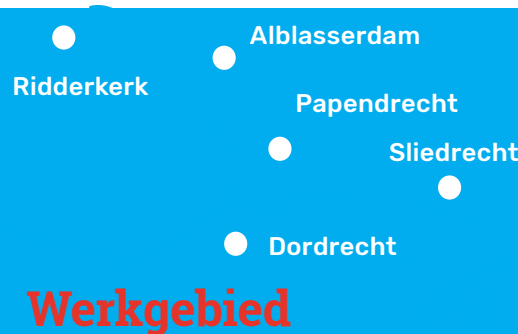 Alblasserdam
Ridderkerk
Papendrecht
Sliedrecht
Dordrecht
Werkgebied